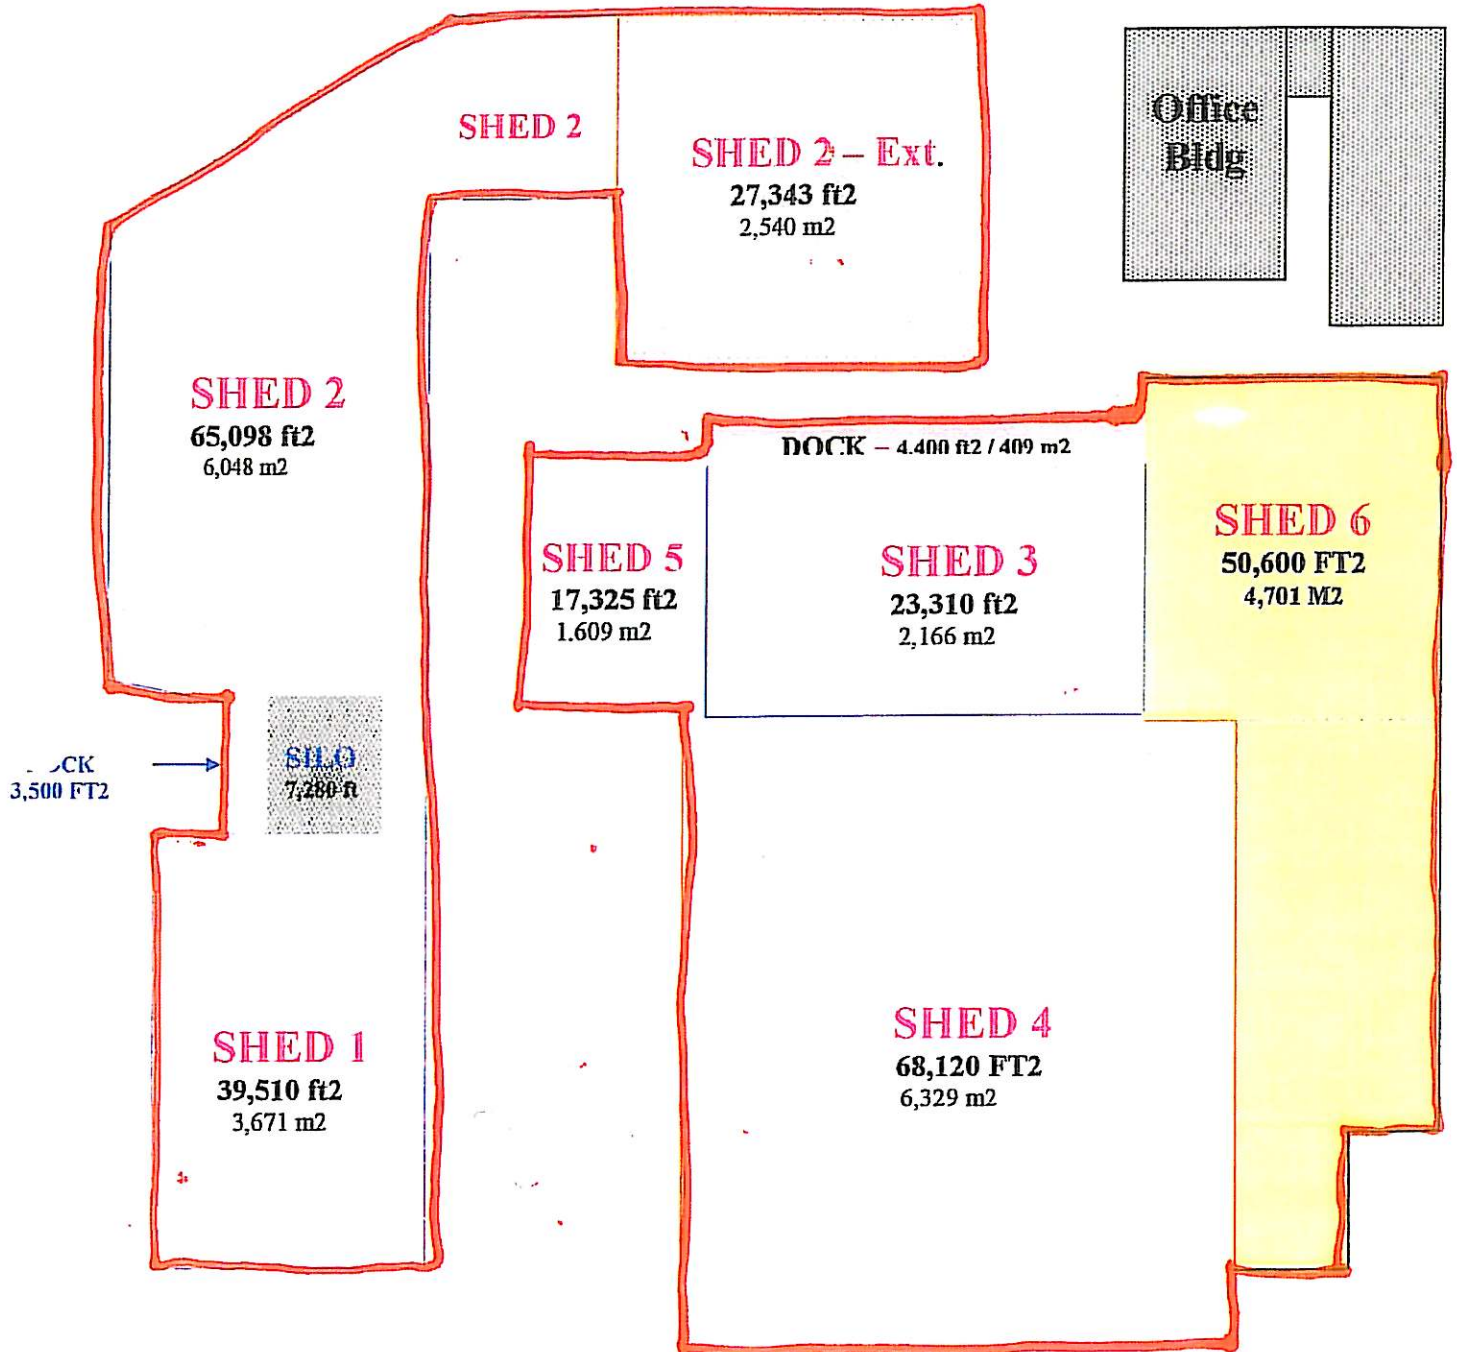 SHED 2
SHED 2 – Ext.
27,343 ft2
2,540 m2
Office
Bldg
SHED 2
65,098 ft2
6,048 m2
DOCK – 4.400 ft2 / 409 m2
SHED 5
17,325 ft2
1.609 m2
SHED 3
23,310 ft2
2,166 m2
SHED 6
50,600 FT2
4,701 M2
3,500 FT2
SILO
7,280 ft
SHED 1
39,510 ft2
3,671 m2
SHED 4
68,120 FT2
6,329 m2